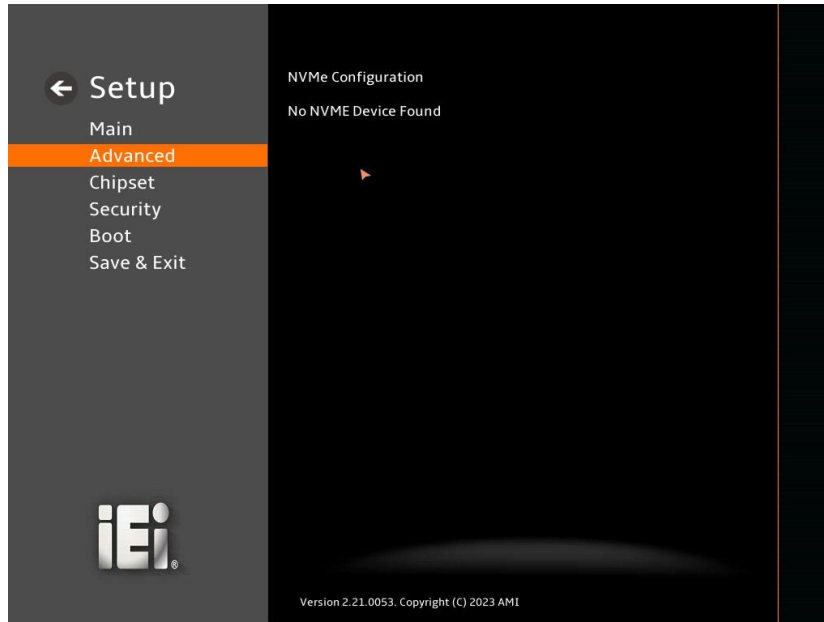 Setup
Main
Advanced
Chipset
Security
Boot
Save & Exit
NVMe Configuration
No NVME Device Found
iEi®
Version 2.21.0053. Copyright (C) 2023 AMI